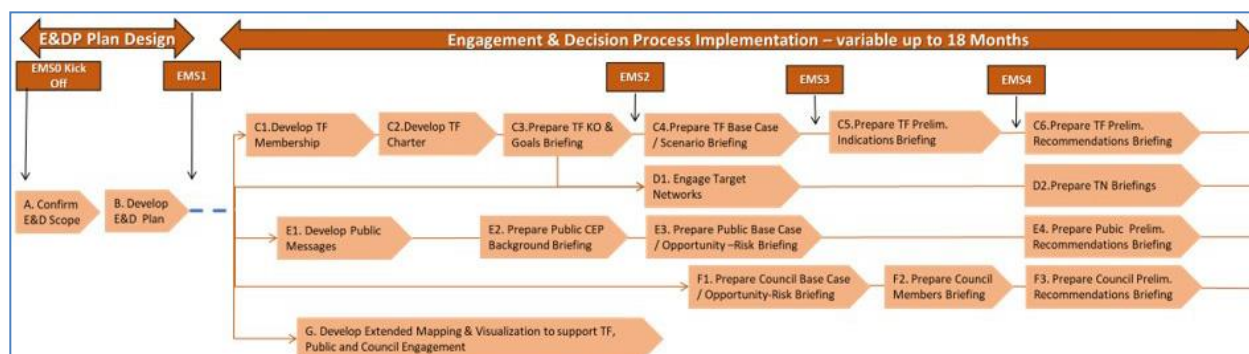 E&DP Plan Design
Engagement & Decision Process Implementation – variable up to 18 Months
EMS0 Kick
Off
EMS1
EMS2
EMS3
EMS4
C1.Develop TF
Membership
C2.Develop TF
Charter
C3.Prepare TF KO &
Goals Briefing
C4.Prepare TF Base Case
/ Scenario Briefing
C5.Prepare TF Prelim.
Indications Briefing
C6.Prepare TF Prelim.
Recommendations Briefing
A. Confirm
E&D Scope
B. Develop
E&D Plan
D1. Engage Target
Networks
D2. Prepare TN Briefings
E1. Develop Public
Messages
E2. Prepare Public CEP
Background Briefing
E3. Prepare Public Base Case
/ Opportunity –Risk Briefing
E4. Prepare Pubic Prelim.
Recommendations Briefing
F1. Prepare Council Base Case
/ Opportunity-Risk Briefing
F2. Prepare Council
Members Briefing
F3. Prepare Council Prelim.
Recommendations Briefing
G. Develop Extended Mapping & Visualization to support TF,
Public and Council Engagement